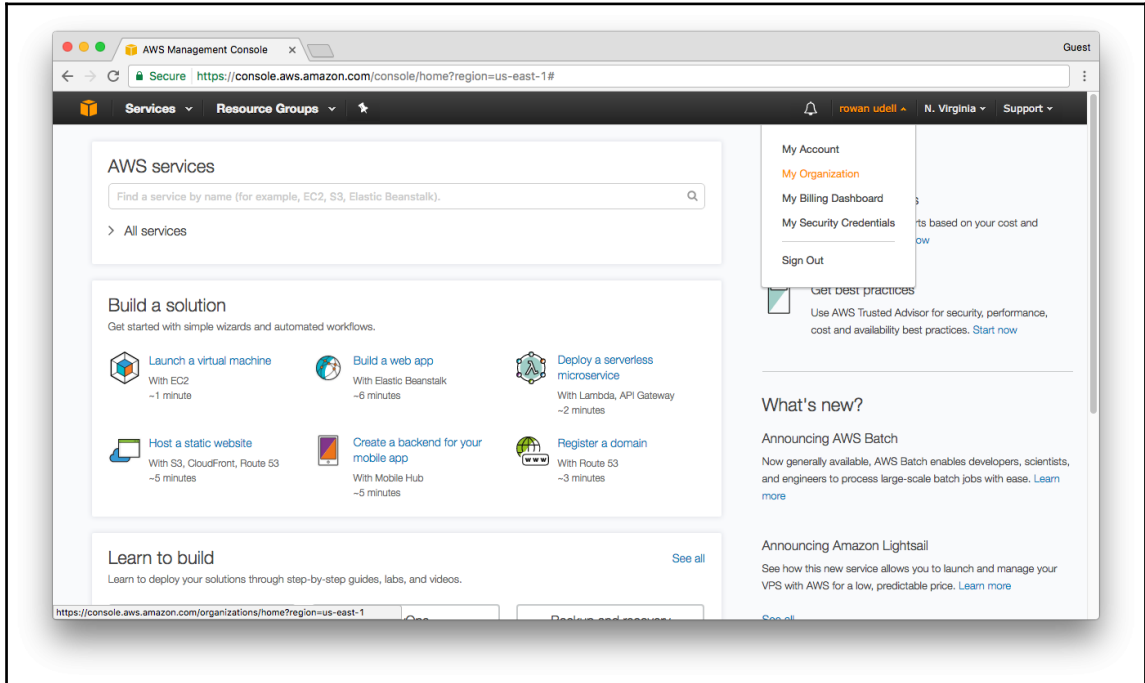 AWS Management Console
Guest
Secure https://console.aws.amazon.com/console/home?region=us-east-1#
Services Resource Groups rowan udell N. Virginia Support
My Account
My Organization
My Billing Dashboard
My Security Credentials
Sign Out
AWS services
Find a service by name (for example, EC2, S3, Elastic Beanstalk).
All services
Build a solution
Get started with simple wizards and automated workflows.
Launch a virtual machine
With EC2
~1 minute
Build a web app
With Elastic Beanstalk
~6 minutes
Deploy a serverless
microservice
With Lambda, API Gateway
~2 minutes
Host a static website
With S3, CloudFront, Route 53
~5 minutes
Create a backend for your
mobile app
With Mobile Hub
~5 minutes
Register a domain
With Route 53
~3 minutes
Learn to build
See all
Learn to deploy your solutions through step-by-step guides, labs, and videos.
based on your cost and
Get best practices
Use AWS Trusted Advisor for security, performance,
cost and availability best practices. Start now
What's new?
Announcing AWS Batch
Now generally available, AWS Batch enables developers, scientists,
and engineers to process large-scale batch jobs with ease. Learn
more
Announcing Amazon Lightsail
See how this new service allows you to launch and manage your
VPS with AWS for a low, predictable price. Learn more
See all
https://console.aws.amazon.com/organizations/home?region=us-east-1
Backup and recovery